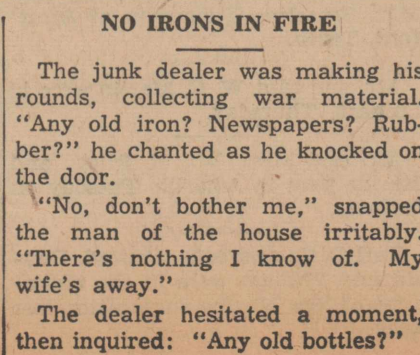 NO IRONS IN FIRE
The junk dealer was making his
rounds, collecting war material.
“Any old iron? Newspapers? Rub-
ber?” he chanted as he knocked on
the door.
“No, don’t bother me,” snapped
the man of the house irritably.
“There’s nothing I know of. My
wife’s away.”
The dealer hesitated a moment,
then inquired: “Any old bottles?”